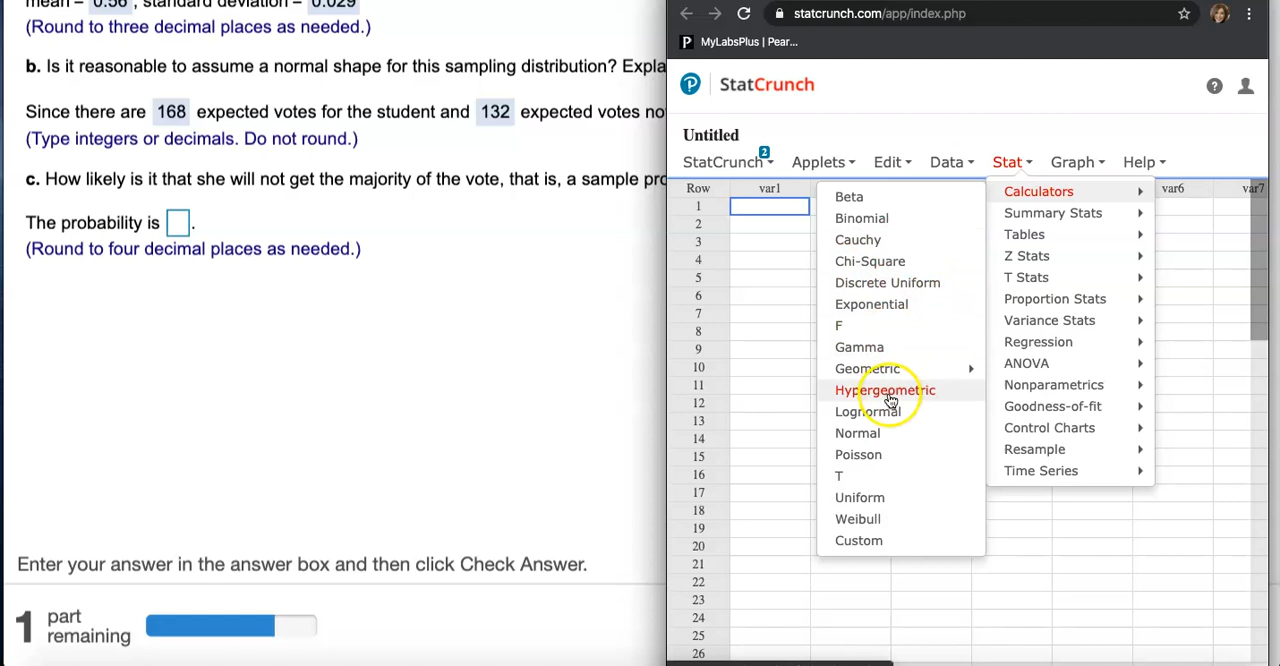 mean = 0.56 , standard deviation = 0.029
(Round to three decimal places as needed.)
b. Is it reasonable to assume a normal shape for this sampling distribution? Expla
Since there are 168 expected votes for the student and 132 expected votes no
(Type integers or decimals. Do not round.)
c. How likely is it that she will not get the majority of the vote, that is, a sample pro
The probability is .
(Round to four decimal places as needed.)
Enter your answer in the answer box and then click Check Answer.
1 part remaining
statcrunch.com/app/index.php
P MyLabsPlus | Pear...
P StatCrunch
?
Untitled
StatCrunch 2 Applets Edit Data Stat Graph Help
Row var1 var6 var7
1
2
3
4
5
6
7
8
9
10
11
12
13
14
15
16
17
18
19
20
21
22
23
24
25
26
Beta
Binomial
Cauchy
Chi-Square
Discrete Uniform
Exponential
F
Gamma
Geometric
Hypergeometric
Lognormal
Normal
Poisson
T
Uniform
Weibull
Custom
Calculators
Summary Stats
Tables
Z Stats
T Stats
Proportion Stats
Variance Stats
Regression
ANOVA
Nonparametrics
Goodness-of-fit
Control Charts
Resample
Time Series